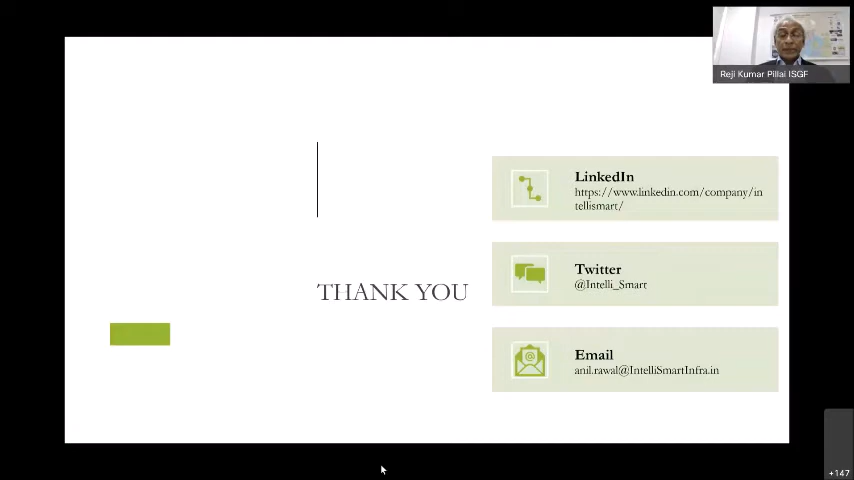 Reji Kumar Pillai ISGF
THANK YOU
LinkedIn
https://www.linkedin.com/company/in
tellismart/
Twitter
@Intelli_Smart
Email
anil.rawal@IntelliSmartInfra.in
+147